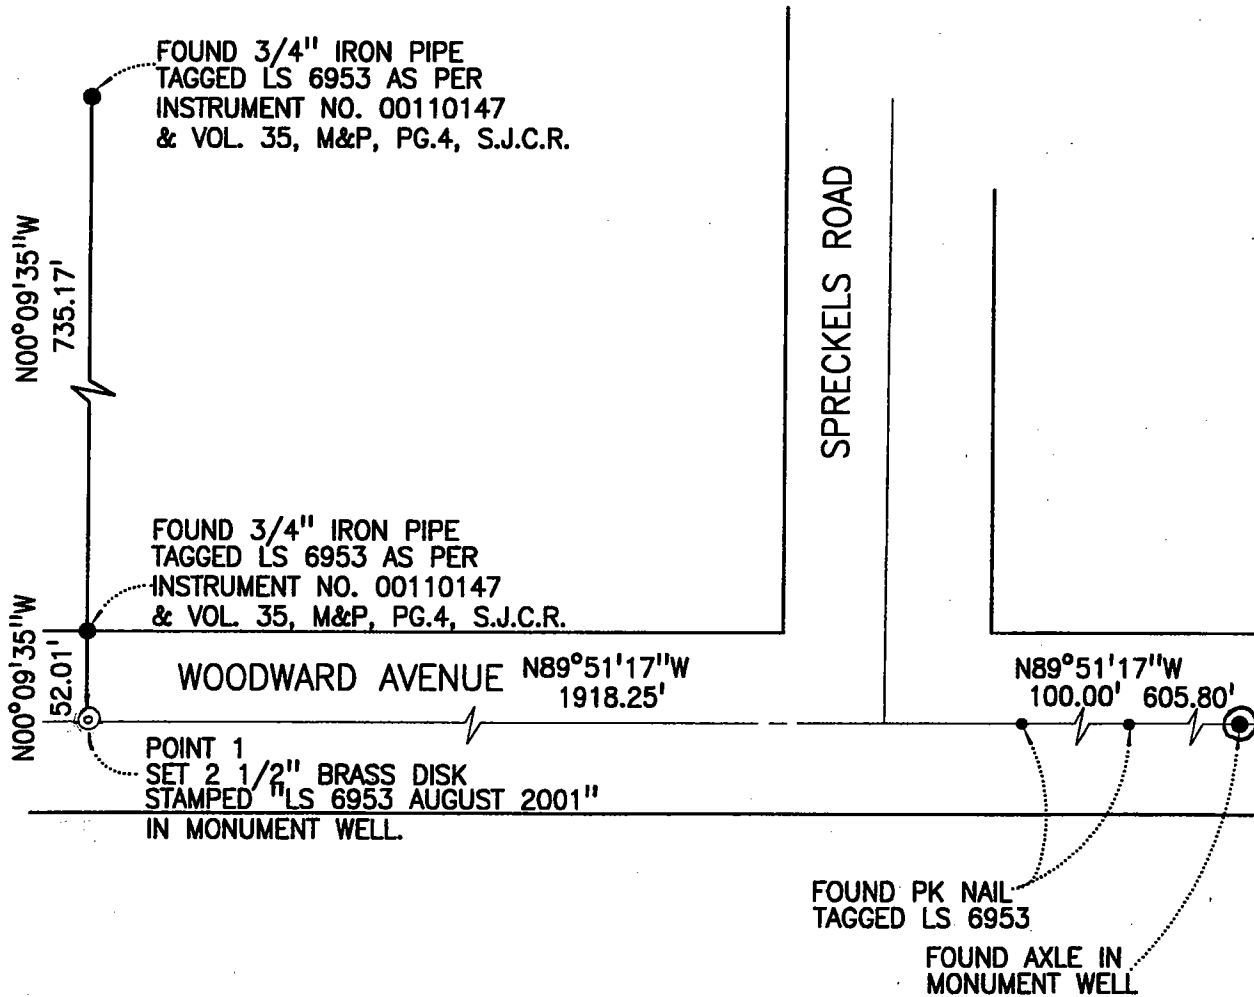 FOUND 3/4" IRON PIPE
TAGGED LS 6953 AS PER
INSTRUMENT NO. 00110147
& VOL. 35, M&P, PG.4, S.J.C.R.
N00°09'35"W
735.17'
SPRECKELS ROAD
FOUND 3/4" IRON PIPE
TAGGED LS 6953 AS PER
INSTRUMENT NO. 00110147
& VOL. 35, M&P, PG.4, S.J.C.R.
N00°09'35"W
52.01'
WOODWARD AVENUE
N89°51'17"W
1918.25'
N89°51'17"W
100.00' 605.80'
POINT 1
SET 2 1/2" BRASS DISK
STAMPED "LS 6953 AUGUST 2001"
IN MONUMENT WELL.
FOUND PK NAIL
TAGGED LS 6953
FOUND AXLE IN
MONUMENT WELL